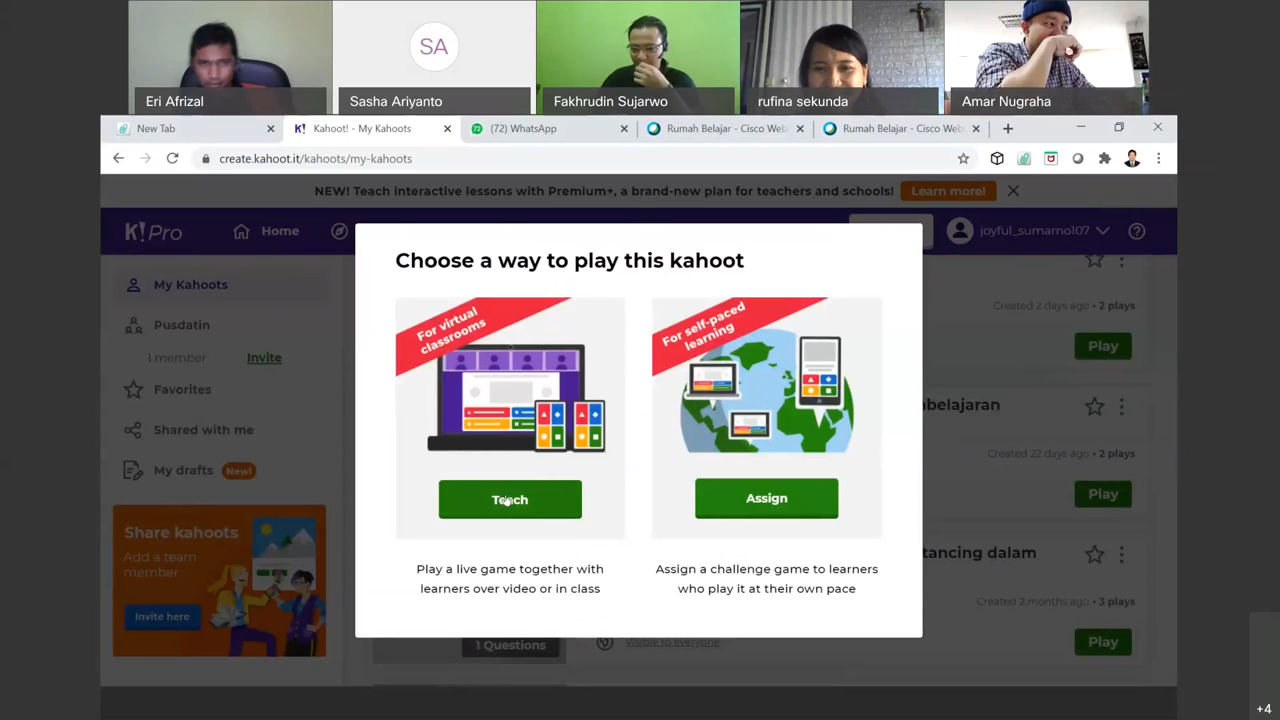 SA
Eri Afrizal
Sasha Ariyanto
Fakhrudin Sujarwo
rufina sekunda
Amar Nugraha
New Tab
Kahoot! - My Kahoots
(72) WhatsApp
Rumah Belajar - Cisco Web
Rumah Belajar - Cisco Web
create.kahoot.it/kahoots/my-kahoots
NEW! Teach interactive lessons with Premium+, a brand-new plan for teachers and schools!
Learn more!
K! Pro
Home
joyful_sumarno107
My Kahoots
Pusdatin
1 member
Invite
Favorites
Shared with me
My drafts
New!
Share kahoots
Add a team
member
Invite here
Choose a way to play this kahoot
For virtual
classrooms
Teach
Play a live game together with
learners over video or in class
For self-paced
learning
Assign
Assign a challenge game to learners
who play it at their own pace
Created 2 days ago • 2 plays
Play
belajaran
Created 22 days ago • 2 plays
Play
tancing dalam
Created 2 months ago • 3 plays
Play
1 Questions
Visible to everyone
+4